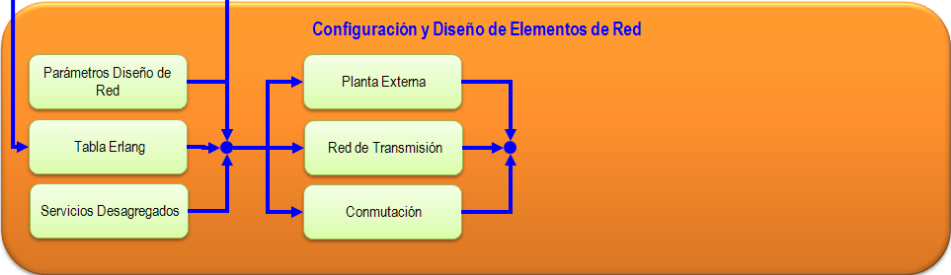 Configuración y Diseño de Elementos de Red
Parámetros Diseño de
Red
Planta Externa
Tabla Erlang
Red de Transmisión
Servicios Desagregados
Conmutación